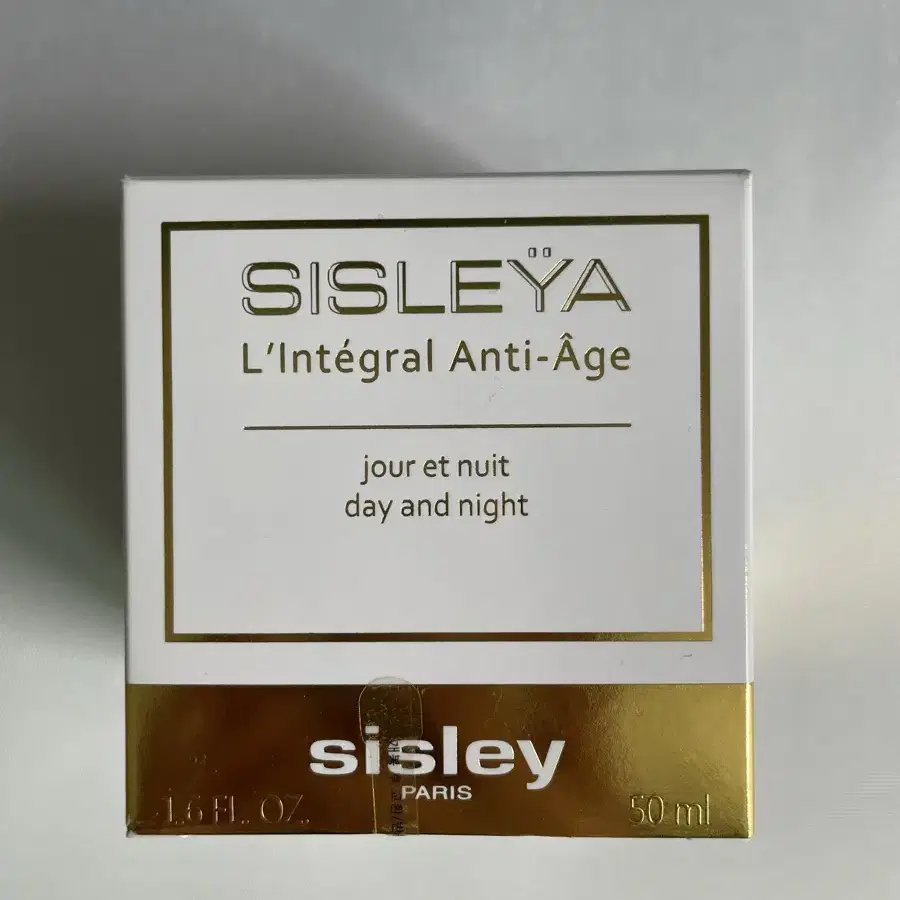 SISLEŸA
L'Intégral Anti-Âge
jour et nuit
day and night
sisley
PARIS
1.6 FL. OZ. 50 ml